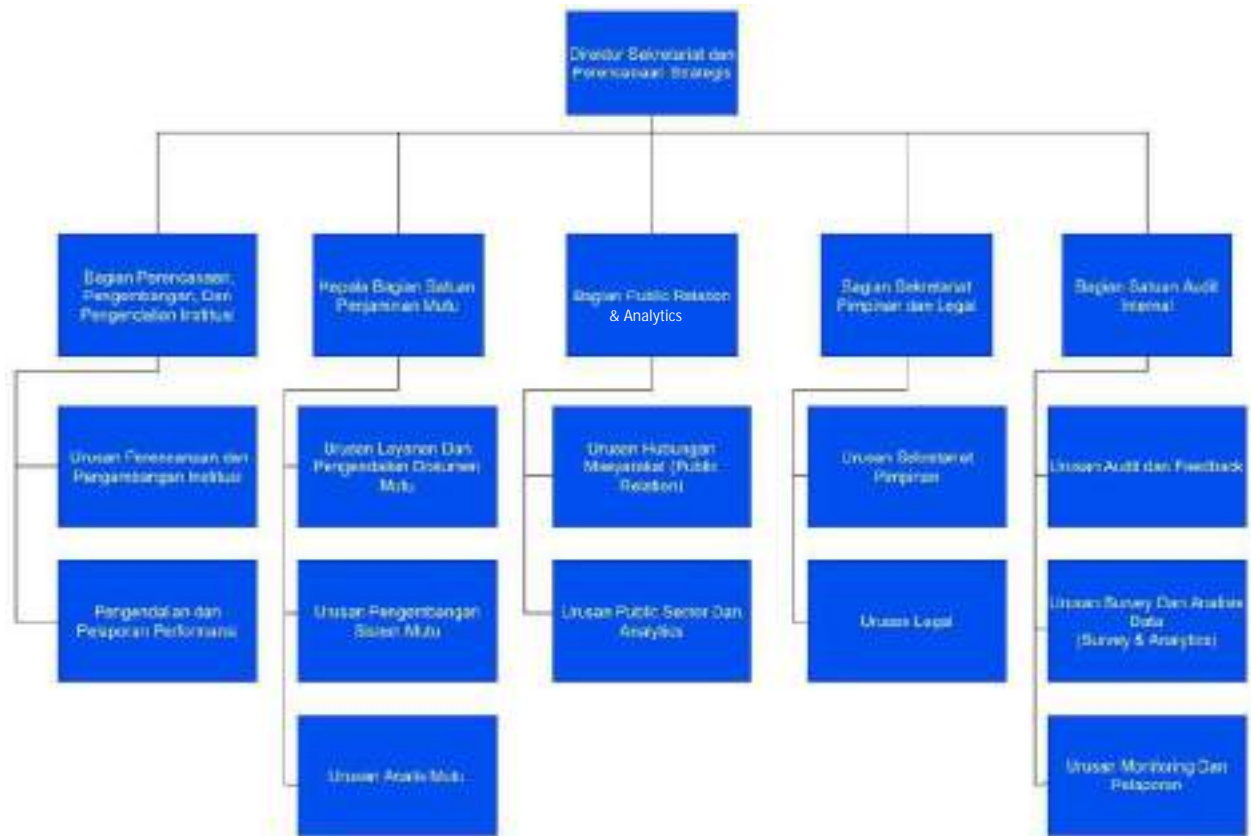 Direktur Sekretariat dan
Perencanaan Strategis
Bagian Perencanaan,
Pengembangan, Dan
Pengendalian Institusi
Kepala Bagian Satuan
Penjaminan Mutu
Bagian Public Relation
& Analytics
Bagian Sekretariat
Pimpinan dan Legal
Bagian Satuan Audit
Internal
Urusan Perencanaan dan
Pengembangan Institusi
Urusan Layanan Dan
Pengendalian Dokumen
Mutu
Urusan Hubungan
Masyarakat (Public
Relation)
Urusan Sekretariat
Pimpinan
Urusan Audit dan Feedback
Pengendalian dan
Pelaporan Performansi
Urusan Pengembangan
Sistem Mutu
Urusan Public Sector Dan
Analytics
Urusan Legal
Urusan Survey Dan Analisis
Data
(Survey & Analytics)
Urusan Analis Mutu
Urusan Monitoring Dan
Pelaporan